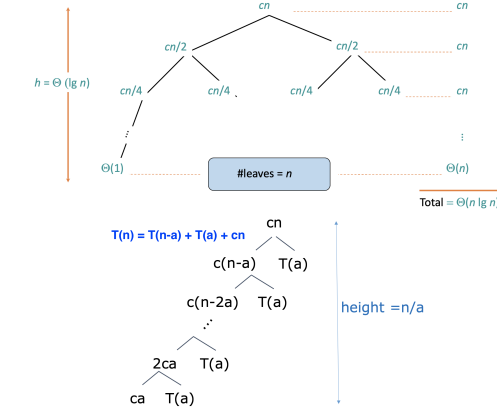 cn cn
cn/2 cn/2 cn
h = Θ (lg n)
cn/4 cn/4 cn/4 cn/4 cn
⋮ ⋮
Θ(1) #leaves = n Θ(n)
Total = Θ(n lg n)
cn
T(n) = T(n-a) + T(a) + cn
c(n-a) T(a)
c(n-2a) T(a)
height =n/a
⋰
2ca T(a)
ca T(a)